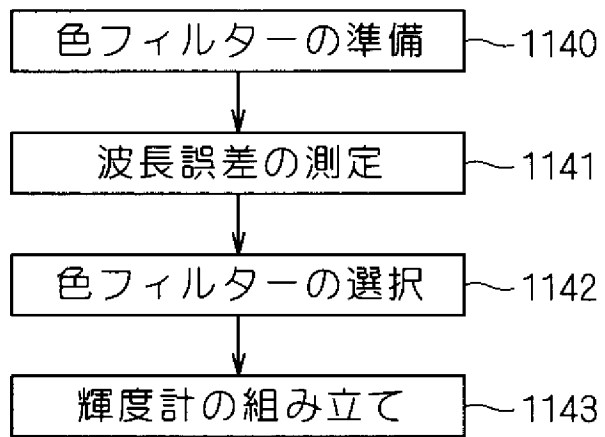 色フィルターの準備 1140
波長誤差の測定 1141
色フィルターの選択 1142
輝度計の組み立て 1143